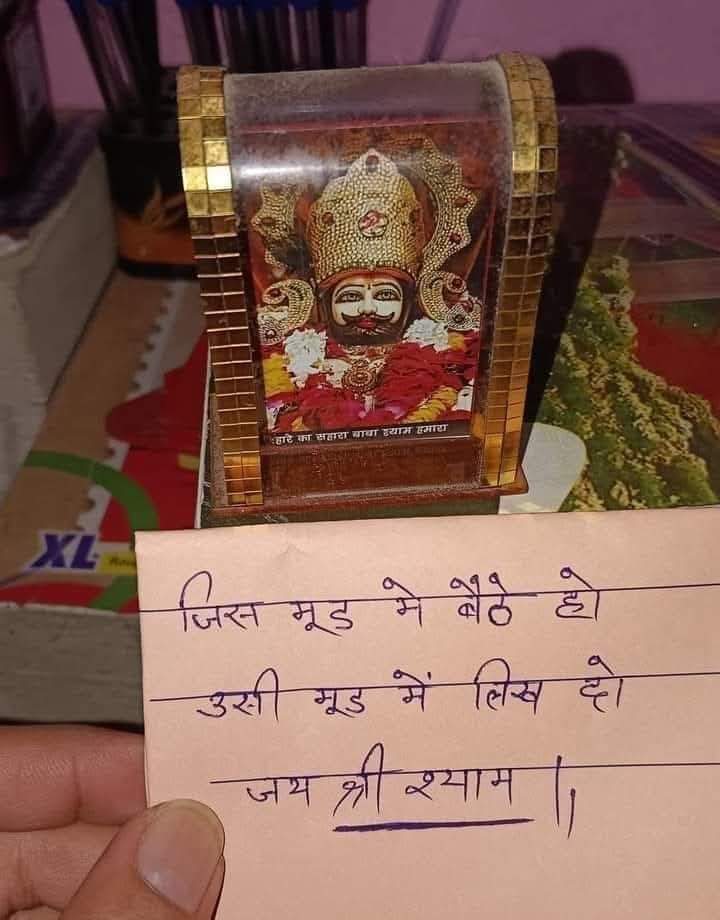 हारे का सहारा बाबा श्याम हमारा
XL
जिस मूड मे बैठे हो
उसी मूड में लिख दो
जय श्री श्याम ||